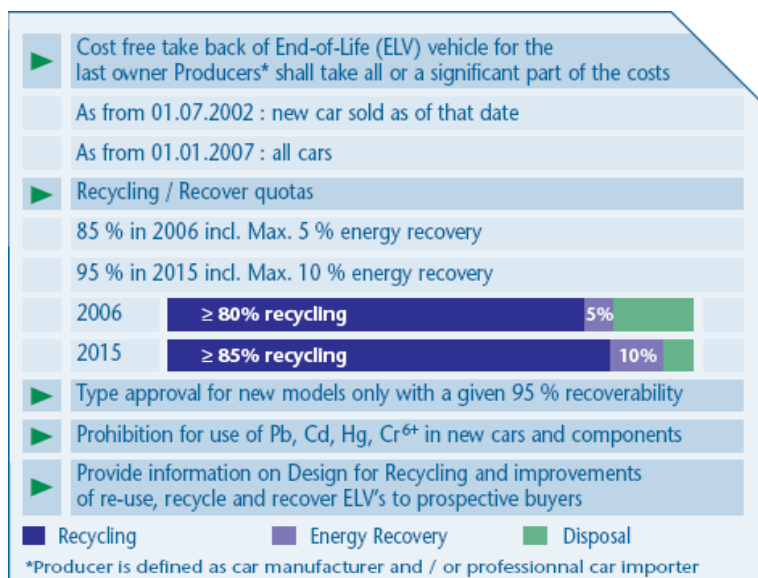 Cost free take back of End-of-Life (ELV) vehicle for the
last owner Producers* shall take all or a significant part of the costs
As from 01.07.2002 : new car sold as of that date
As from 01.01.2007 : all cars
Recycling / Recover quotas
85 % in 2006 incl. Max. 5 % energy recovery
95 % in 2015 incl. Max. 10 % energy recovery
2006 ≥ 80% recycling 5%
2015 ≥ 85% recycling 10%
Type approval for new models only with a given 95 % recoverability
Prohibition for use of Pb, Cd, Hg, Cr⁶⁺ in new cars and components
Provide information on Design for Recycling and improvements
of re-use, recycle and recover ELV's to prospective buyers
Recycling Energy Recovery Disposal
*Producer is defined as car manufacturer and / or professionnal car importer